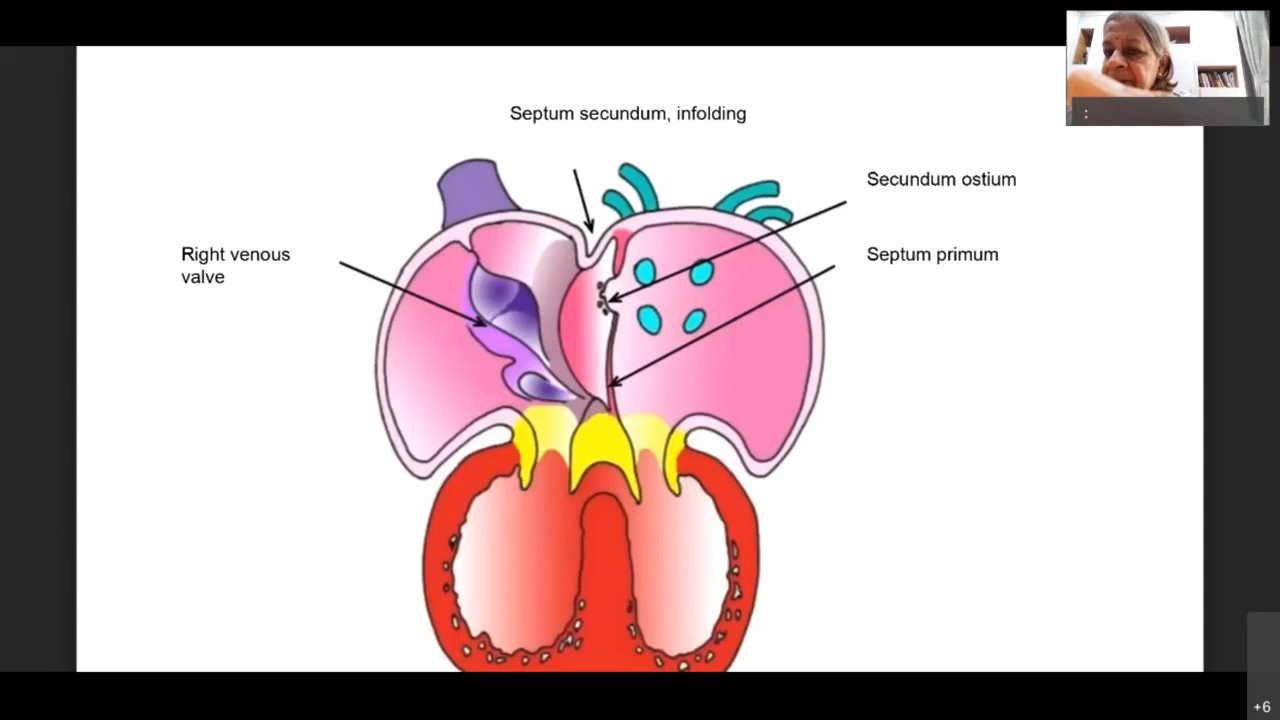 Septum secundum, infolding
Secundum ostium
Right venous
valve
Septum primum
:
+6